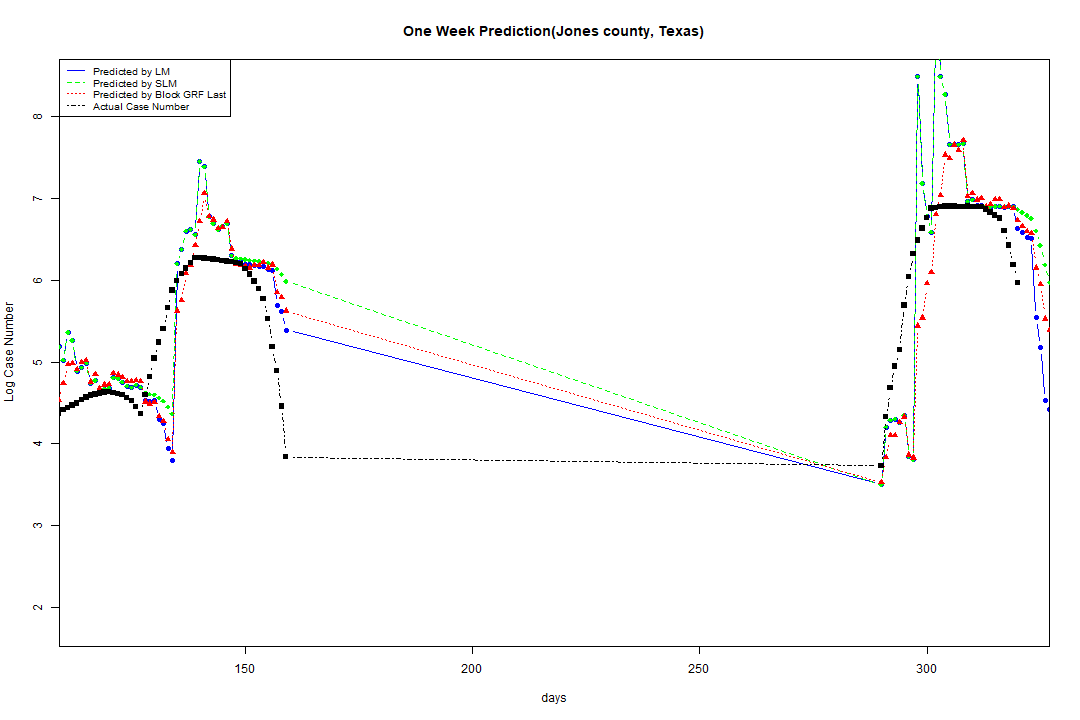 One Week Prediction(Jones county, Texas)
Predicted by LM
Predicted by SLM
Predicted by Block GRF Last
Actual Case Number
Log Case Number
8
7
6
5
4
3
2
150 200 250 300
days